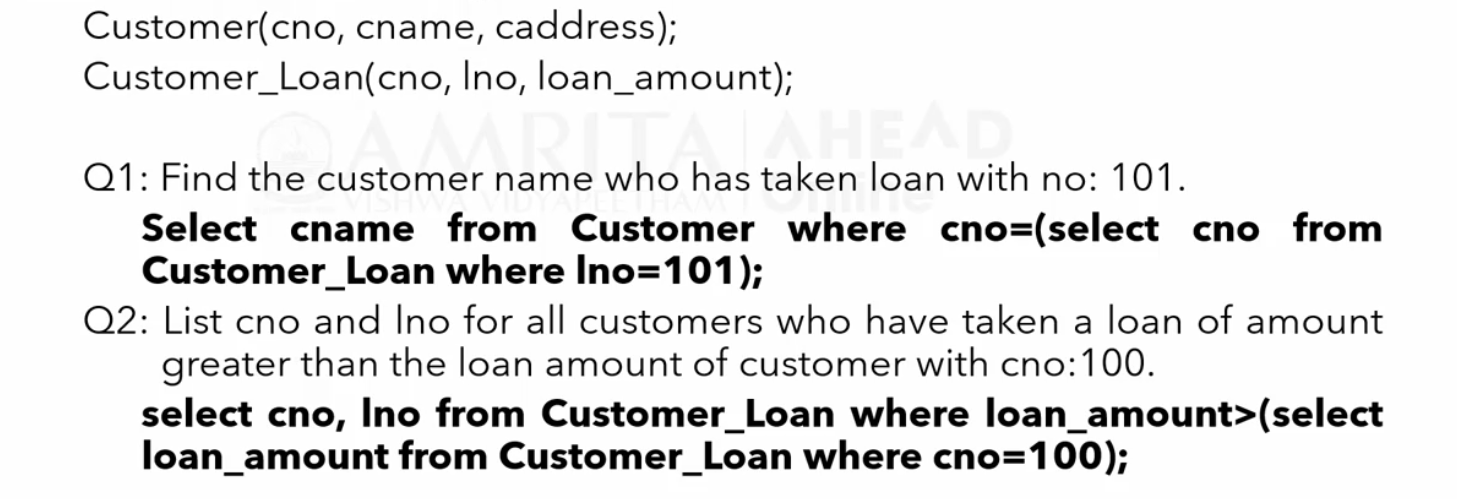 Customer(cno, cname, caddress);
Customer_Loan(cno, lno, loan_amount);
AMRITA AHEAD
VISHWA VIDYAPEETHAM Online
Q1: Find the customer name who has taken loan with no: 101.
Select cname from Customer where cno=(select cno from
Customer_Loan where lno=101);
Q2: List cno and lno for all customers who have taken a loan of amount
greater than the loan amount of customer with cno:100.
select cno, lno from Customer_Loan where loan_amount>(select
loan_amount from Customer_Loan where cno=100);